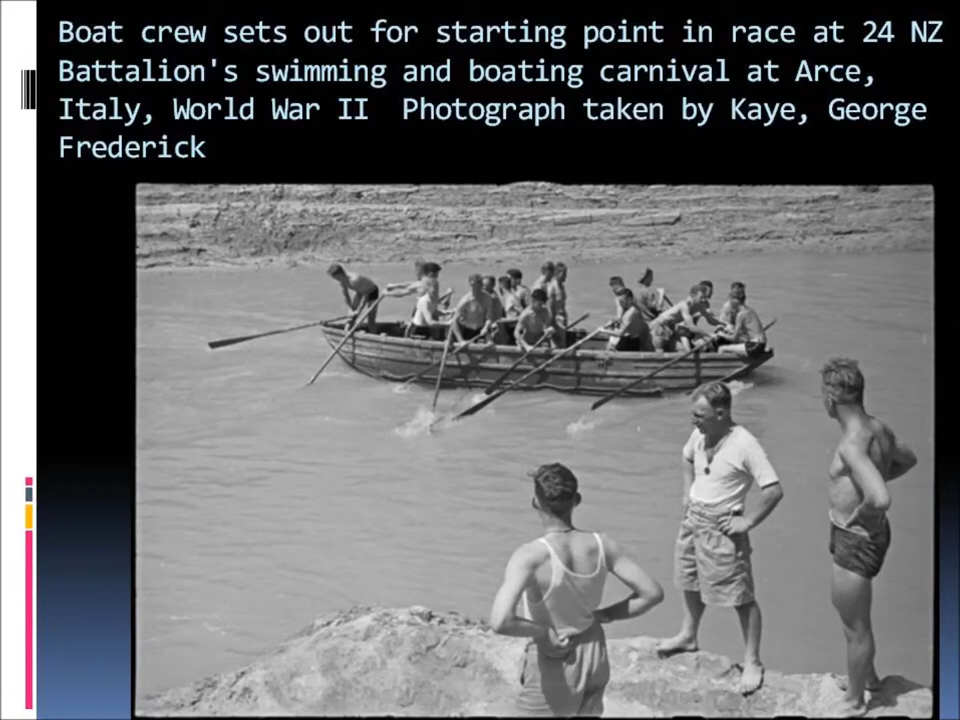 Boat crew sets out for starting point in race at 24 NZ
Battalion's swimming and boating carnival at Arce,
Italy, World War II  Photograph taken by Kaye, George
Frederick